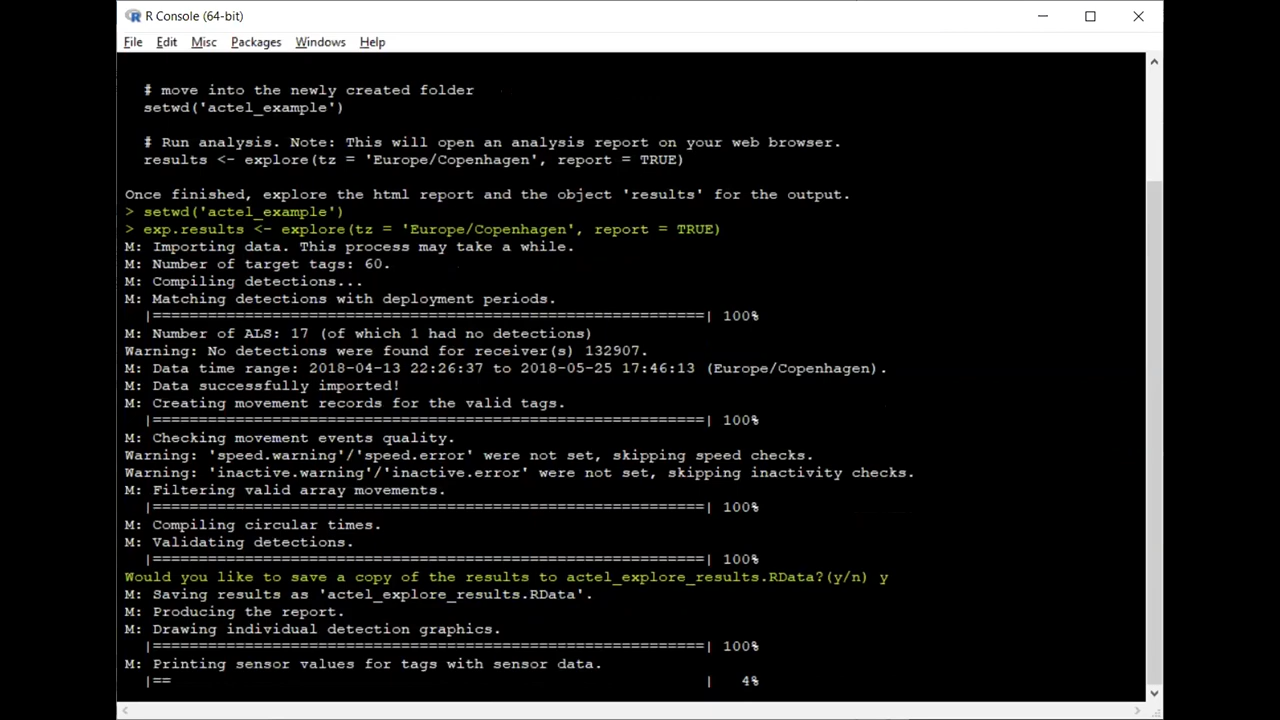 R Console (64-bit)
File Edit Misc Packages Windows Help
# move into the newly created folder
setwd('actel_example')
# Run analysis. Note: This will open an analysis report on your web browser.
results <- explore(tz = 'Europe/Copenhagen', report = TRUE)
Once finished, explore the html report and the object 'results' for the output.
> setwd('actel_example')
> exp.results <- explore(tz = 'Europe/Copenhagen', report = TRUE)
M: Importing data. This process may take a while.
M: Number of target tags: 60.
M: Compiling detections...
M: Matching detections with deployment periods.
|============================================================| 100%
M: Number of ALS: 17 (of which 1 had no detections)
Warning: No detections were found for receiver(s) 132907.
M: Data time range: 2018-04-13 22:26:37 to 2018-05-25 17:46:13 (Europe/Copenhagen).
M: Data successfully imported!
M: Creating movement records for the valid tags.
|============================================================| 100%
M: Checking movement events quality.
Warning: 'speed.warning'/'speed.error' were not set, skipping speed checks.
Warning: 'inactive.warning'/'inactive.error' were not set, skipping inactivity checks.
M: Filtering valid array movements.
|============================================================| 100%
M: Compiling circular times.
M: Validating detections.
|============================================================| 100%
Would you like to save a copy of the results to actel_explore_results.RData?(y/n) y
M: Saving results as 'actel_explore_results.RData'.
M: Producing the report.
M: Drawing individual detection graphics.
|============================================================| 100%
M: Printing sensor values for tags with sensor data.
|== | 4%